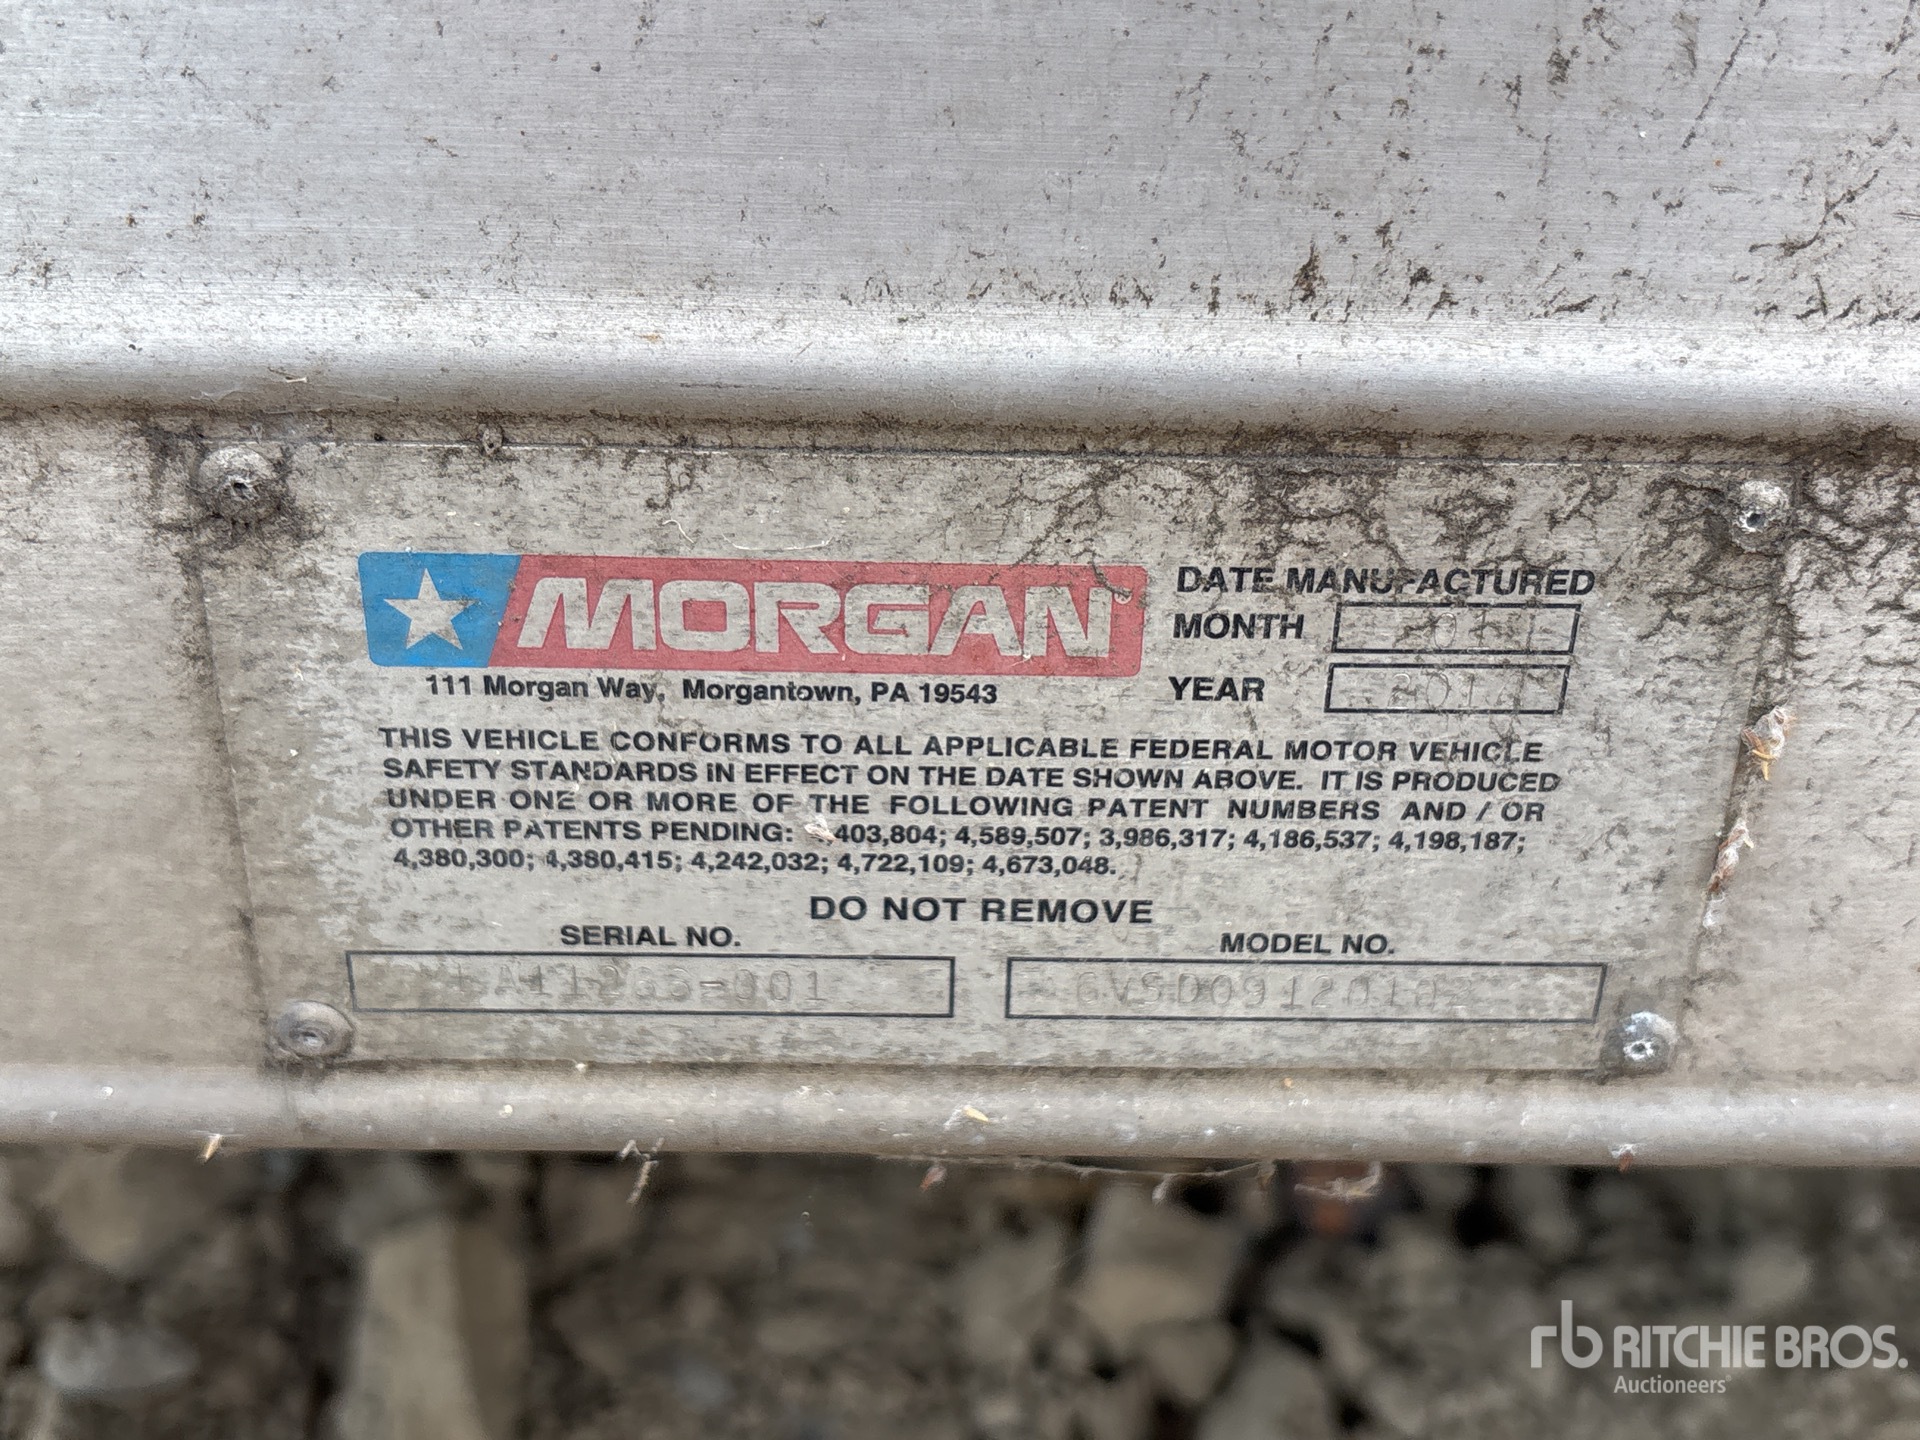 MORGAN
111 Morgan Way, Morgantown, PA 19543
DATE MANUFACTURED
MONTH
YEAR
THIS VEHICLE CONFORMS TO ALL APPLICABLE FEDERAL MOTOR VEHICLE
SAFETY STANDARDS IN EFFECT ON THE DATE SHOWN ABOVE. IT IS PRODUCED
UNDER ONE OR MORE OF THE FOLLOWING PATENT NUMBERS AND / OR
OTHER PATENTS PENDING: 403,804; 4,589,507; 3,986,317; 4,186,537; 4,198,187;
4,380,300; 4,380,415; 4,242,032; 4,722,109; 4,673,048.
DO NOT REMOVE
SERIAL NO.
MODEL NO.
rb RITCHIE BROS.
Auctioneers